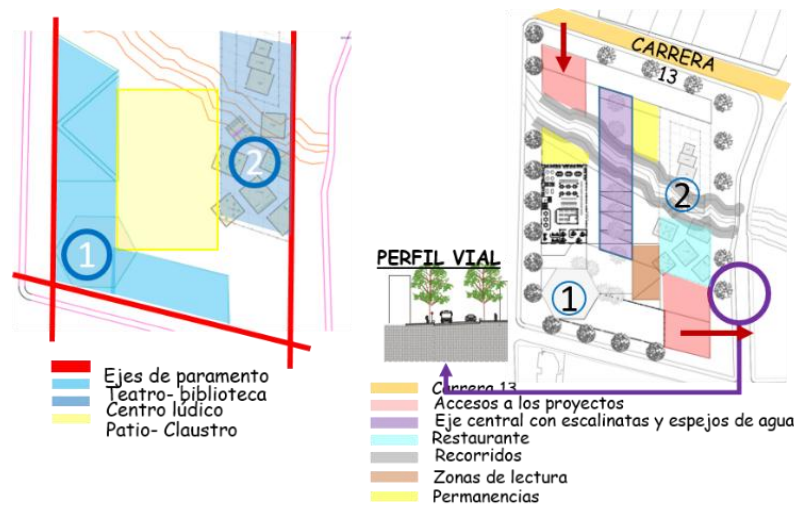 1
2
Ejes de paramento
Teatro- biblioteca
Centro lúdico
Patio- Claustro
CARRERA
13
2
1
PERFIL VIAL
Carrera 13
Accesos a los proyectos
Eje central con escalinatas y espejos de agua
Restaurante
Recorridos
Zonas de lectura
Permanencias